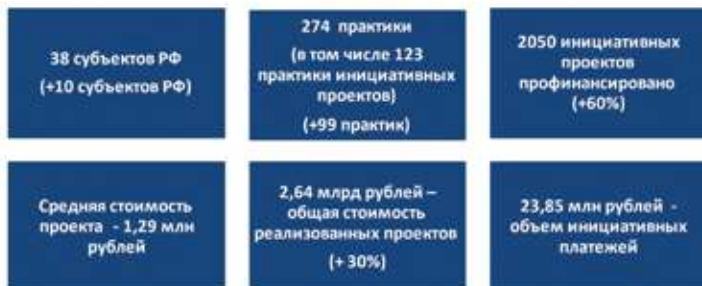 38 субъектов РФ
(+10 субъектов РФ)
274 практики
(в том числе 123
практики инициативных
проектов)
(+99 практик)
2050 инициативных
проектов
профинансировано
(+60%)
Средняя стоимость
проекта - 1,29 млн
рублей
2,64 млрд рублей –
общая стоимость
реализованных проектов
(+ 30%)
23,85 млн рублей -
объем инициативных
платежей